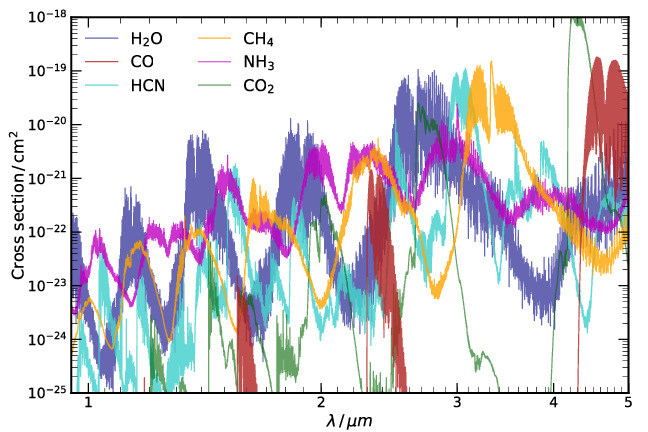 10⁻¹⁸
10⁻¹⁹
10⁻²⁰
10⁻²¹
10⁻²²
10⁻²³
10⁻²⁴
10⁻²⁵
Cross section/cm²
H₂O
CO
HCN
CH₄
NH₃
CO₂
1 2 3 4 5
λ/μm